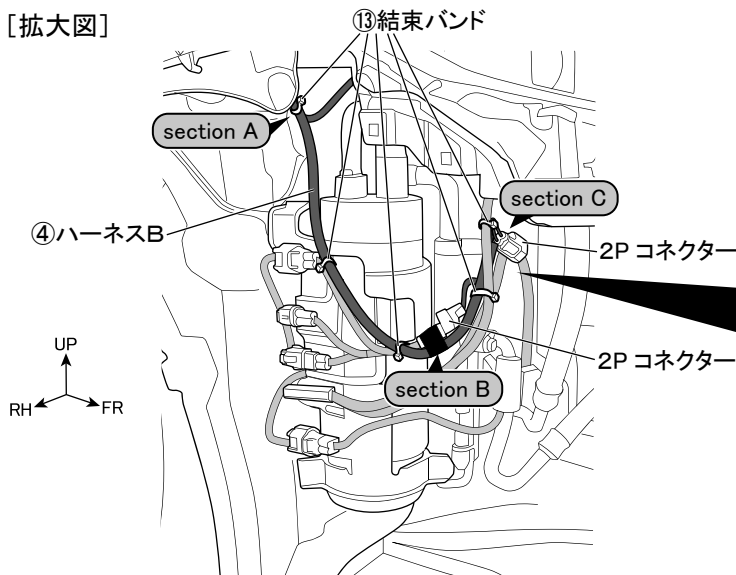 ［拡大図］
⑬結束バンド
section A
section C
④ハーネスB
2P コネクター
UP
RH
FR
2P コネクター
section B